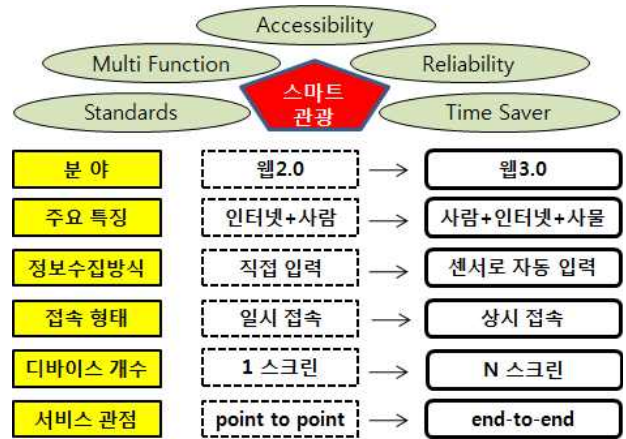 Accessibility
Multi Function
Reliability
스마트
관광
Standards
Time Saver
분 야
웹2.0
웹3.0
주요 특징
인터넷+사람
사람+인터넷+사물
정보수집방식
직접 입력
센서로 자동 입력
접속 형태
일시 접속
상시 접속
디바이스 개수
1 스크린
N 스크린
서비스 관점
point to point
end-to-end